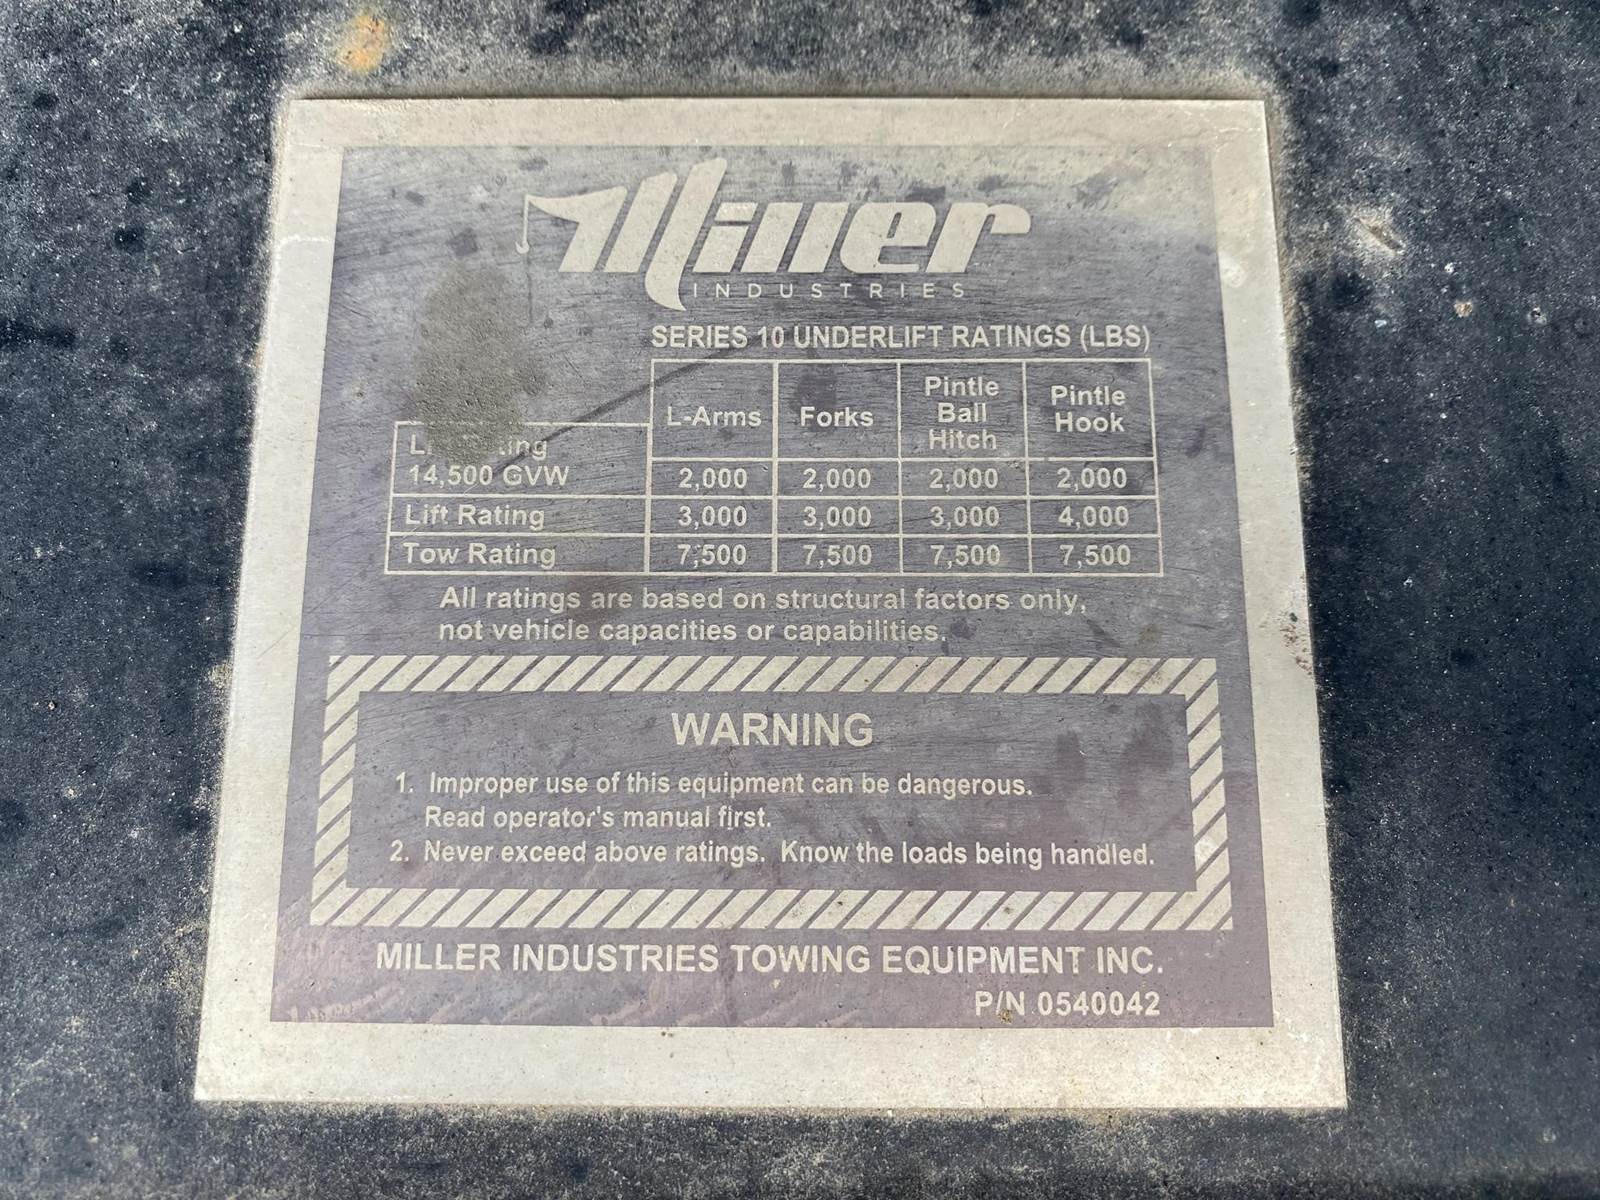 Miller
INDUSTRIES
SERIES 10 UNDERLIFT RATINGS (LBS)
L-Arms Forks Pintle Ball Hitch Pintle Hook
14,500 GVW 2,000 2,000 2,000 2,000
Lift Rating 3,000 3,000 3,000 4,000
Tow Rating 7,500 7,500 7,500 7,500
All ratings are based on structural factors only,
not vehicle capacities or capabilities.
WARNING
1. Improper use of this equipment can be dangerous.
Read operator's manual first.
2. Never exceed above ratings. Know the loads being handled.
MILLER INDUSTRIES TOWING EQUIPMENT INC.
P/N 0540042